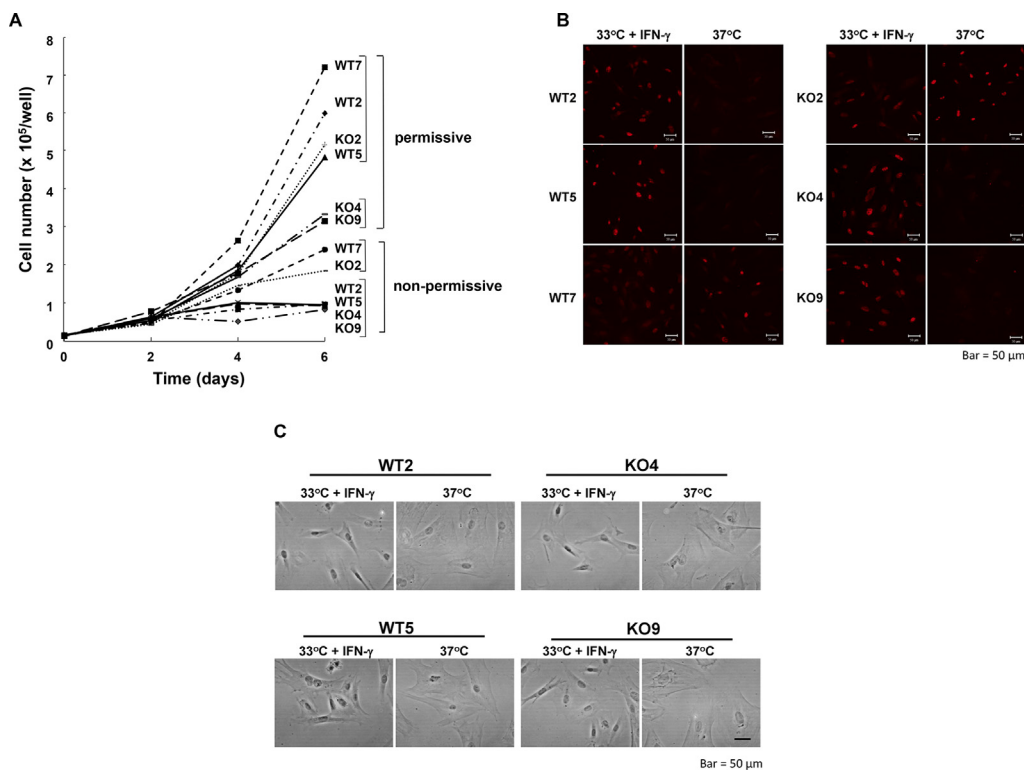 A
8
7
6
5
4
3
2
1
0
Cell number (x 10⁵/well)
0 2 4 6
Time (days)
WT7
WT2
KO2
WT5
KO4
KO9
permissive
WT7
KO2
WT2
WT5
KO4
KO9
non-permissive
B
33°C + IFN-γ 37°C 33°C + IFN-γ 37°C
WT2 KO2
WT5 KO4
WT7 KO9
Bar = 50 μm
C
WT2 KO4
33°C + IFN-γ 37°C 33°C + IFN-γ 37°C
WT5 KO9
33°C + IFN-γ 37°C 33°C + IFN-γ 37°C
Bar = 50 μm